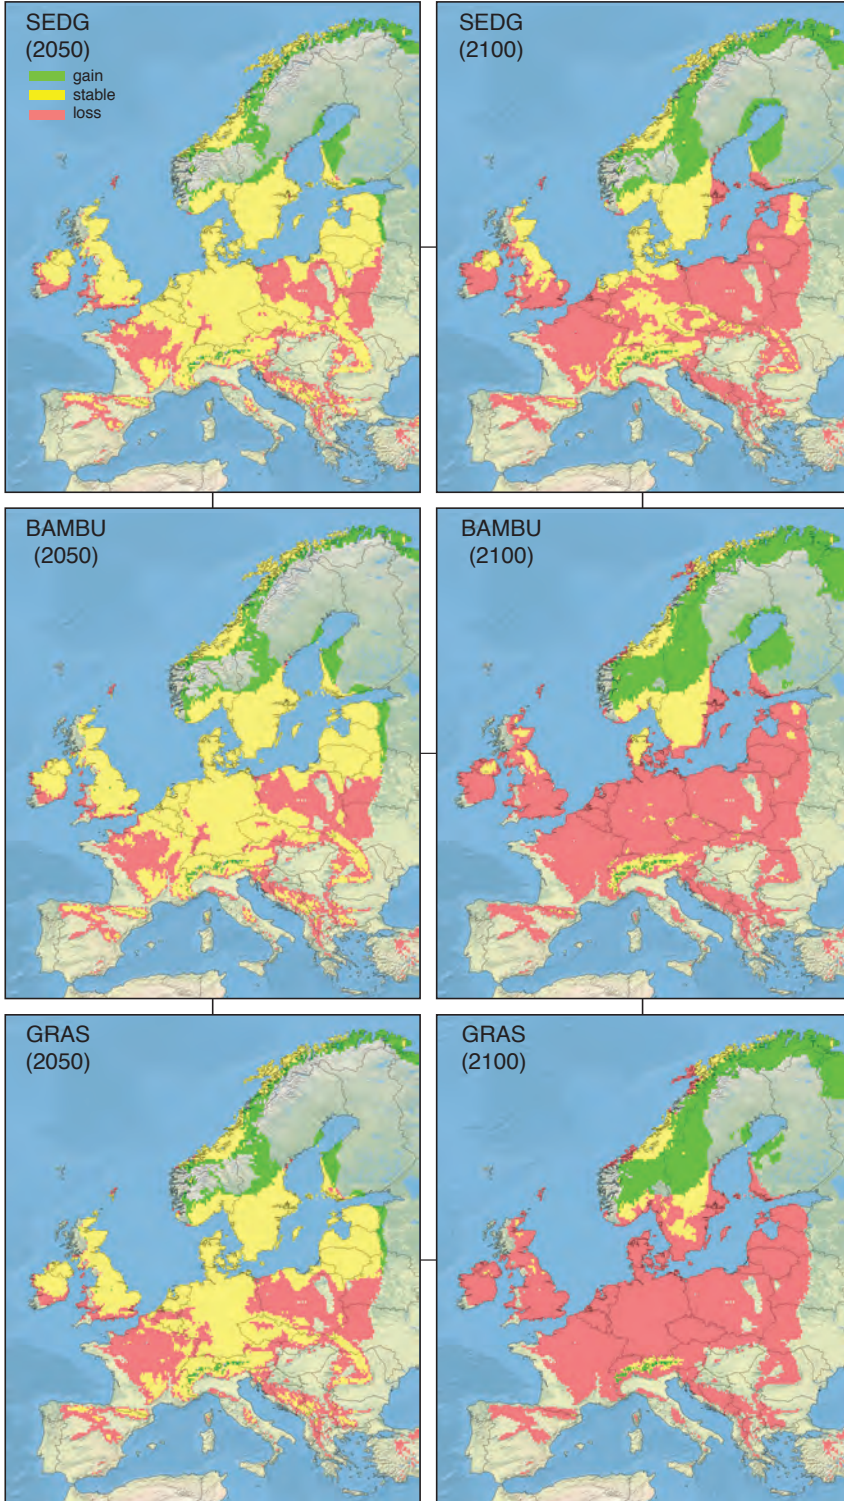 SEDG
(2050)
gain
stable
loss
SEDG
(2100)
BAMBU
(2050)
BAMBU
(2100)
GRAS
(2050)
GRAS
(2100)